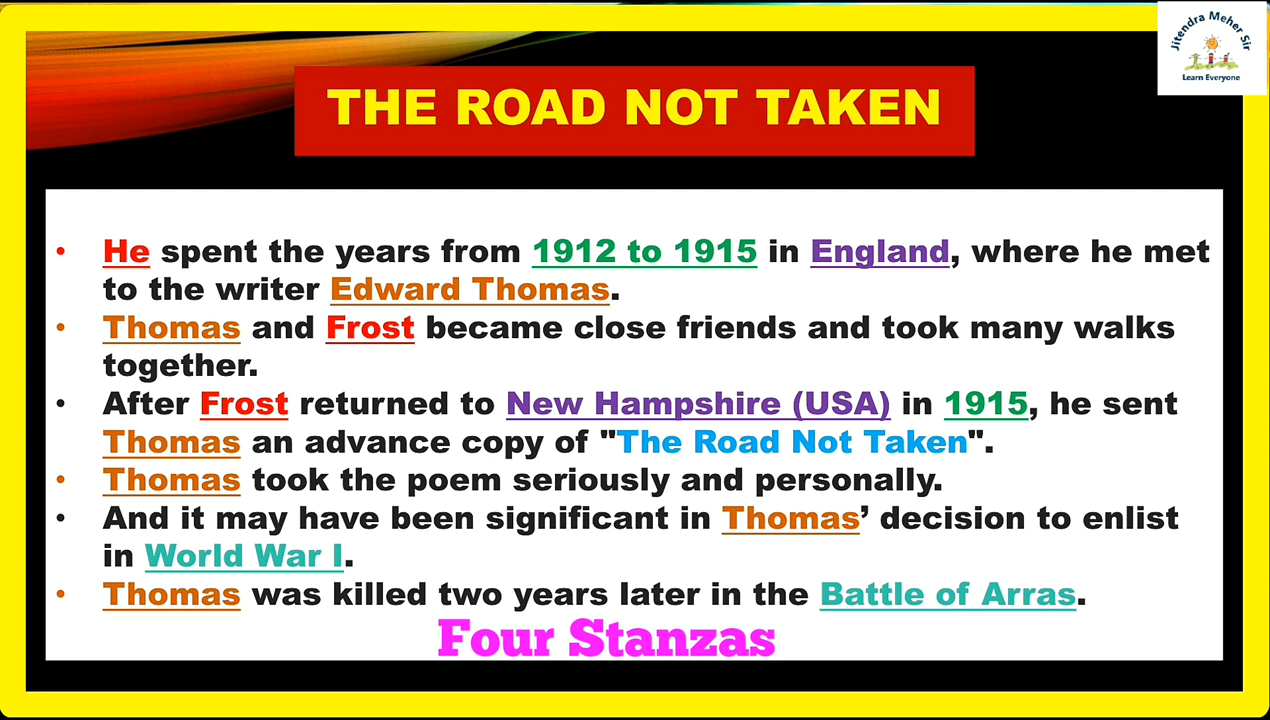 Jitendra Meher Sir
Learn Everyone
THE ROAD NOT TAKEN
• He spent the years from 1912 to 1915 in England, where he met
to the writer Edward Thomas.
• Thomas and Frost became close friends and took many walks
together.
• After Frost returned to New Hampshire (USA) in 1915, he sent
Thomas an advance copy of "The Road Not Taken".
• Thomas took the poem seriously and personally.
• And it may have been significant in Thomas’ decision to enlist
in World War I.
• Thomas was killed two years later in the Battle of Arras.
Four Stanzas